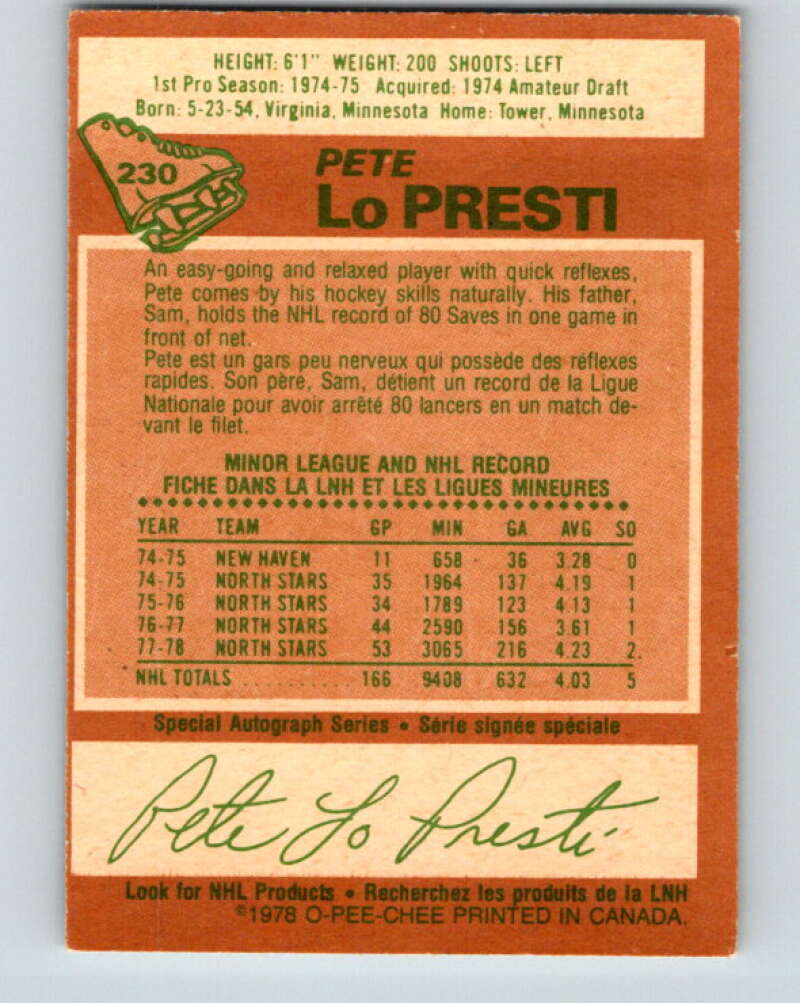 HEIGHT: 6'1" WEIGHT: 200 SHOOTS: LEFT
1st Pro Season: 1974-75 Acquired: 1974 Amateur Draft
Born: 5-23-54, Virginia, Minnesota Home: Tower, Minnesota
230
PETE
Lo PRESTI
An easy-going and relaxed player with quick reflexes,
Pete comes by his hockey skills naturally. His father,
Sam, holds the NHL record of 80 Saves in one game in
front of net.
Pete est un gars peu nerveux qui possède des réflexes
rapides. Son père, Sam, détient un record de la Ligue
Nationale pour avoir arrêté 80 lancers en un match de-
vant le filet.
MINOR LEAGUE AND NHL RECORD
FICHE DANS LA LNH ET LES LIGUES MINEURES
YEAR TEAM GP MIN GA AVG SO
74-75 NEW HAVEN 11 658 36 3.28 0
74-75 NORTH STARS 35 1964 137 4.19 1
75-76 NORTH STARS 34 1789 123 4.13 1
76-77 NORTH STARS 44 2590 156 3.61 1
77-78 NORTH STARS 53 3065 216 4.23 2.
NHL TOTALS .......... 166 9408 632 4.03 5
Special Autograph Series • Série signée spéciale
Pete Lo Presti
Look for NHL Products • Recherchez les produits de la LNH
©1978 O-PEE-CHEE PRINTED IN CANADA.